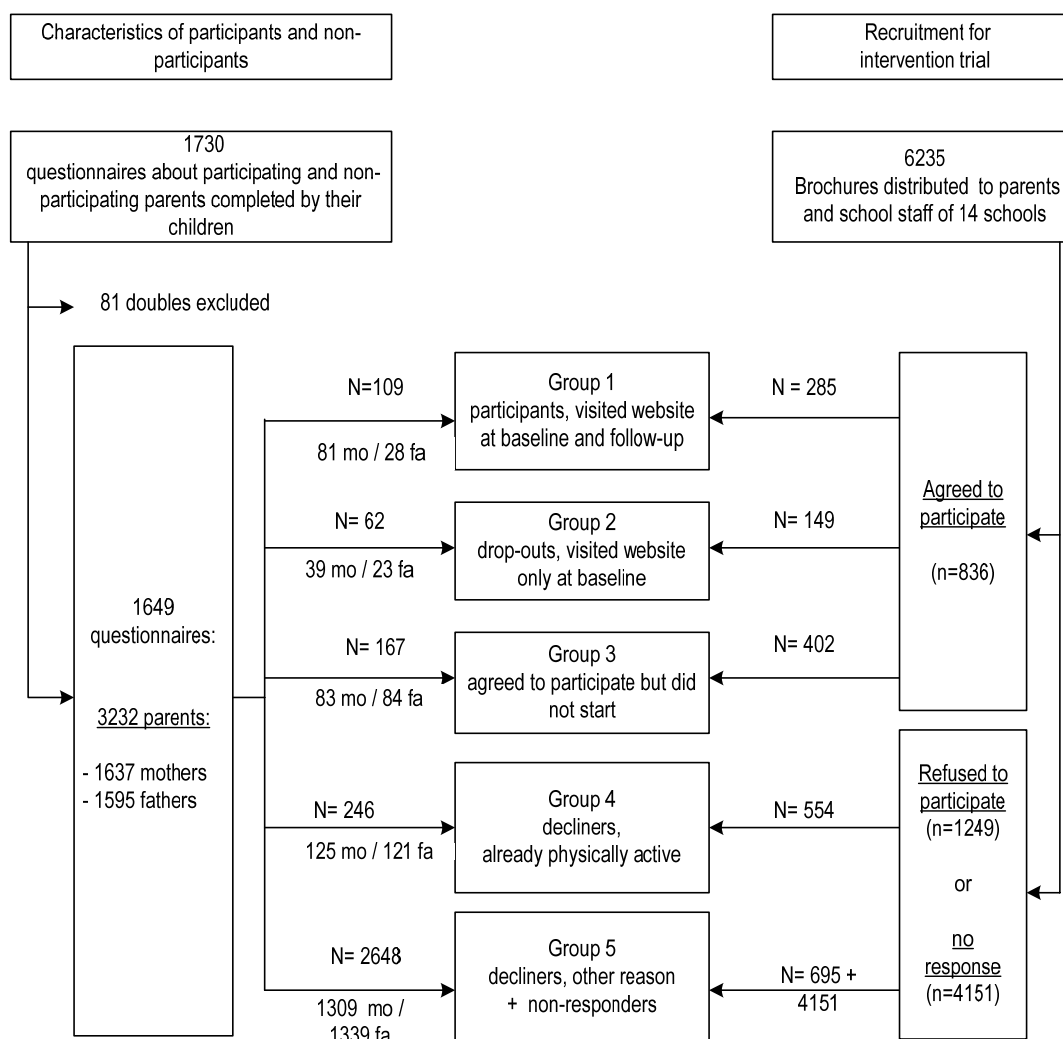 Characteristics of participants and non-
participants
Recruitment for
intervention trial
1730
questionnaires about participating and non-
participating parents completed by their
children
6235
Brochures distributed to parents
and school staff of 14 schools
81 doubles excluded
1649
questionnaires:
3232 parents:
- 1637 mothers
- 1595 fathers
N=109
81 mo / 28 fa
Group 1
participants, visited website
at baseline and follow-up
N = 285
N= 62
39 mo / 23 fa
Group 2
drop-outs, visited website
only at baseline
N= 149
N= 167
83 mo / 84 fa
Group 3
agreed to participate but did
not start
N= 402
Agreed to
participate
(n=836)
N= 246
125 mo / 121 fa
Group 4
decliners,
already physically active
N= 554
N= 2648
1309 mo /
1339 fa
Group 5
decliners, other reason
+ non-responders
N= 695 +
4151
Refused to
participate
(n=1249)
or
no
response
(n=4151)